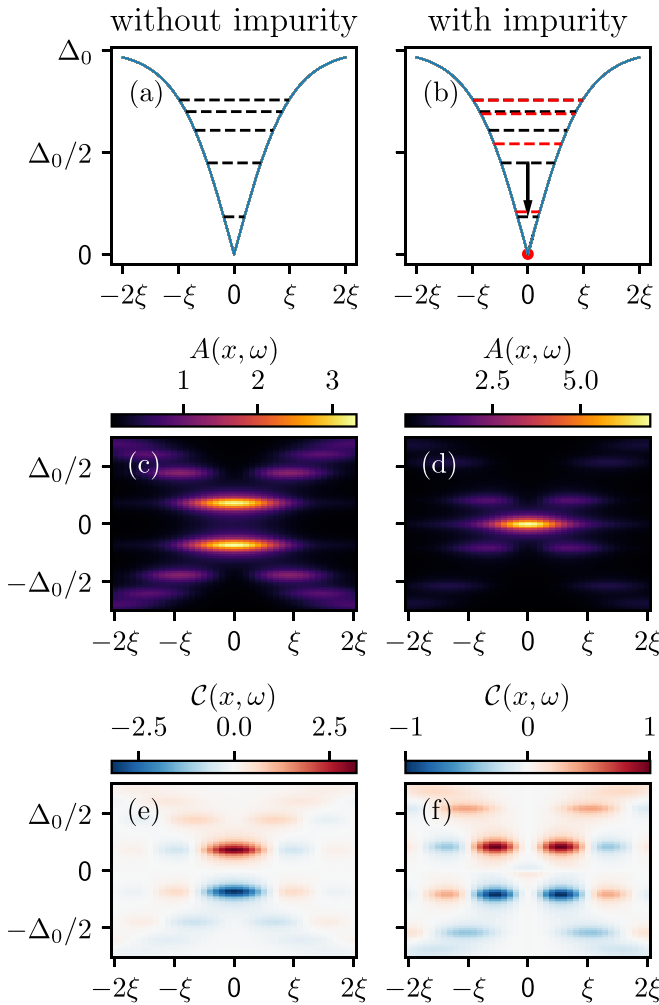 without impurity with impurity
Δ₀
(a) (b)
Δ₀/2
0
−2ξ −ξ 0 ξ 2ξ −2ξ −ξ 0 ξ 2ξ
A(x, ω) A(x, ω)
1 2 3 2.5 5.0
Δ₀/2 (c) (d)
0
−Δ₀/2
−2ξ −ξ 0 ξ 2ξ −2ξ −ξ 0 ξ 2ξ
𝒞(x, ω) 𝒞(x, ω)
−2.5 0.0 2.5 −1 0 1
Δ₀/2 (e) (f)
0
−Δ₀/2
−2ξ −ξ 0 ξ 2ξ −2ξ −ξ 0 ξ 2ξ